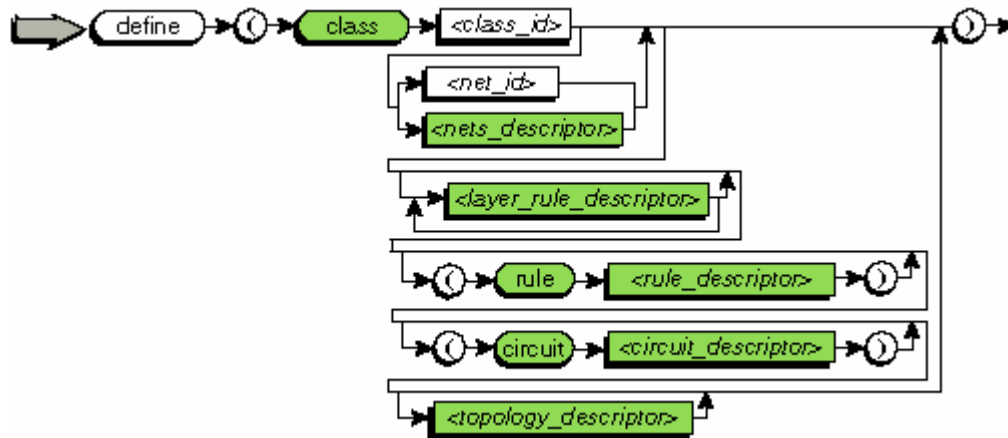 define ( class <class_id> )
<net_id>
<nets_descriptor>
<layer_rule_descriptor>
( rule <rule_descriptor> )
( circuit <circuit_descriptor> )
<topology_descriptor>